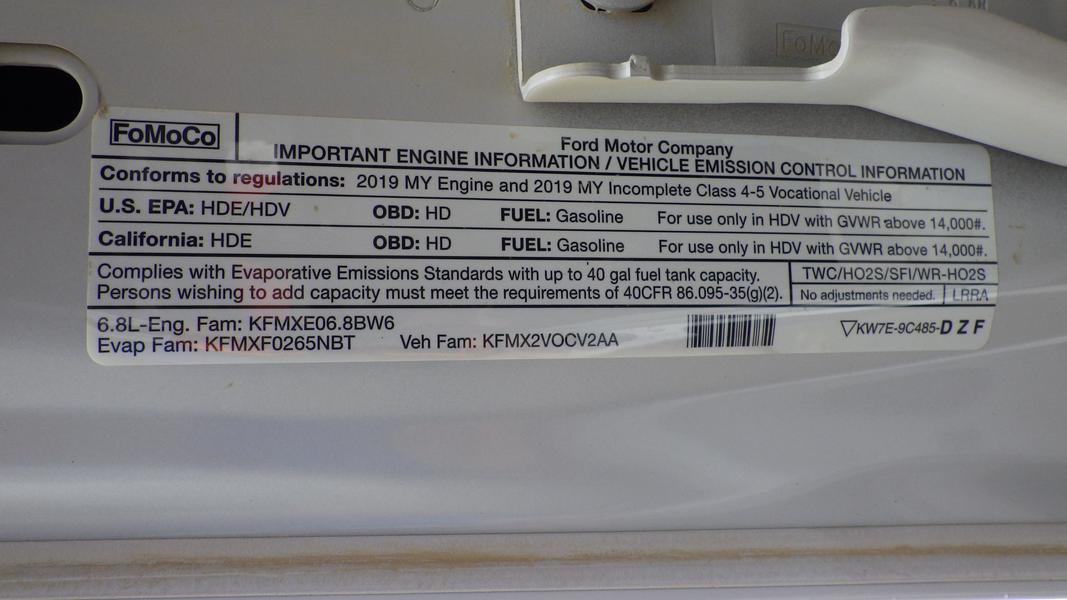 FoMoCo
FoMoCo
Ford Motor Company
IMPORTANT ENGINE INFORMATION / VEHICLE EMISSION CONTROL INFORMATION
Conforms to regulations: 2019 MY Engine and 2019 MY Incomplete Class 4-5 Vocational Vehicle
U.S. EPA: HDE/HDV OBD: HD FUEL: Gasoline For use only in HDV with GVWR above 14,000#.
California: HDE OBD: HD FUEL: Gasoline For use only in HDV with GVWR above 14,000#.
Complies with Evaporative Emissions Standards with up to 40 gal fuel tank capacity.
Persons wishing to add capacity must meet the requirements of 40CFR 86.095-35(g)(2).
TWC/HO2S/SFI/WR-HO2S
No adjustments needed. LRRA
6.8L-Eng. Fam: KFMXE06.8BW6
Evap Fam: KFMXF0265NBT Veh Fam: KFMX2VOCV2AA
▽KW7E-9C485-DZF